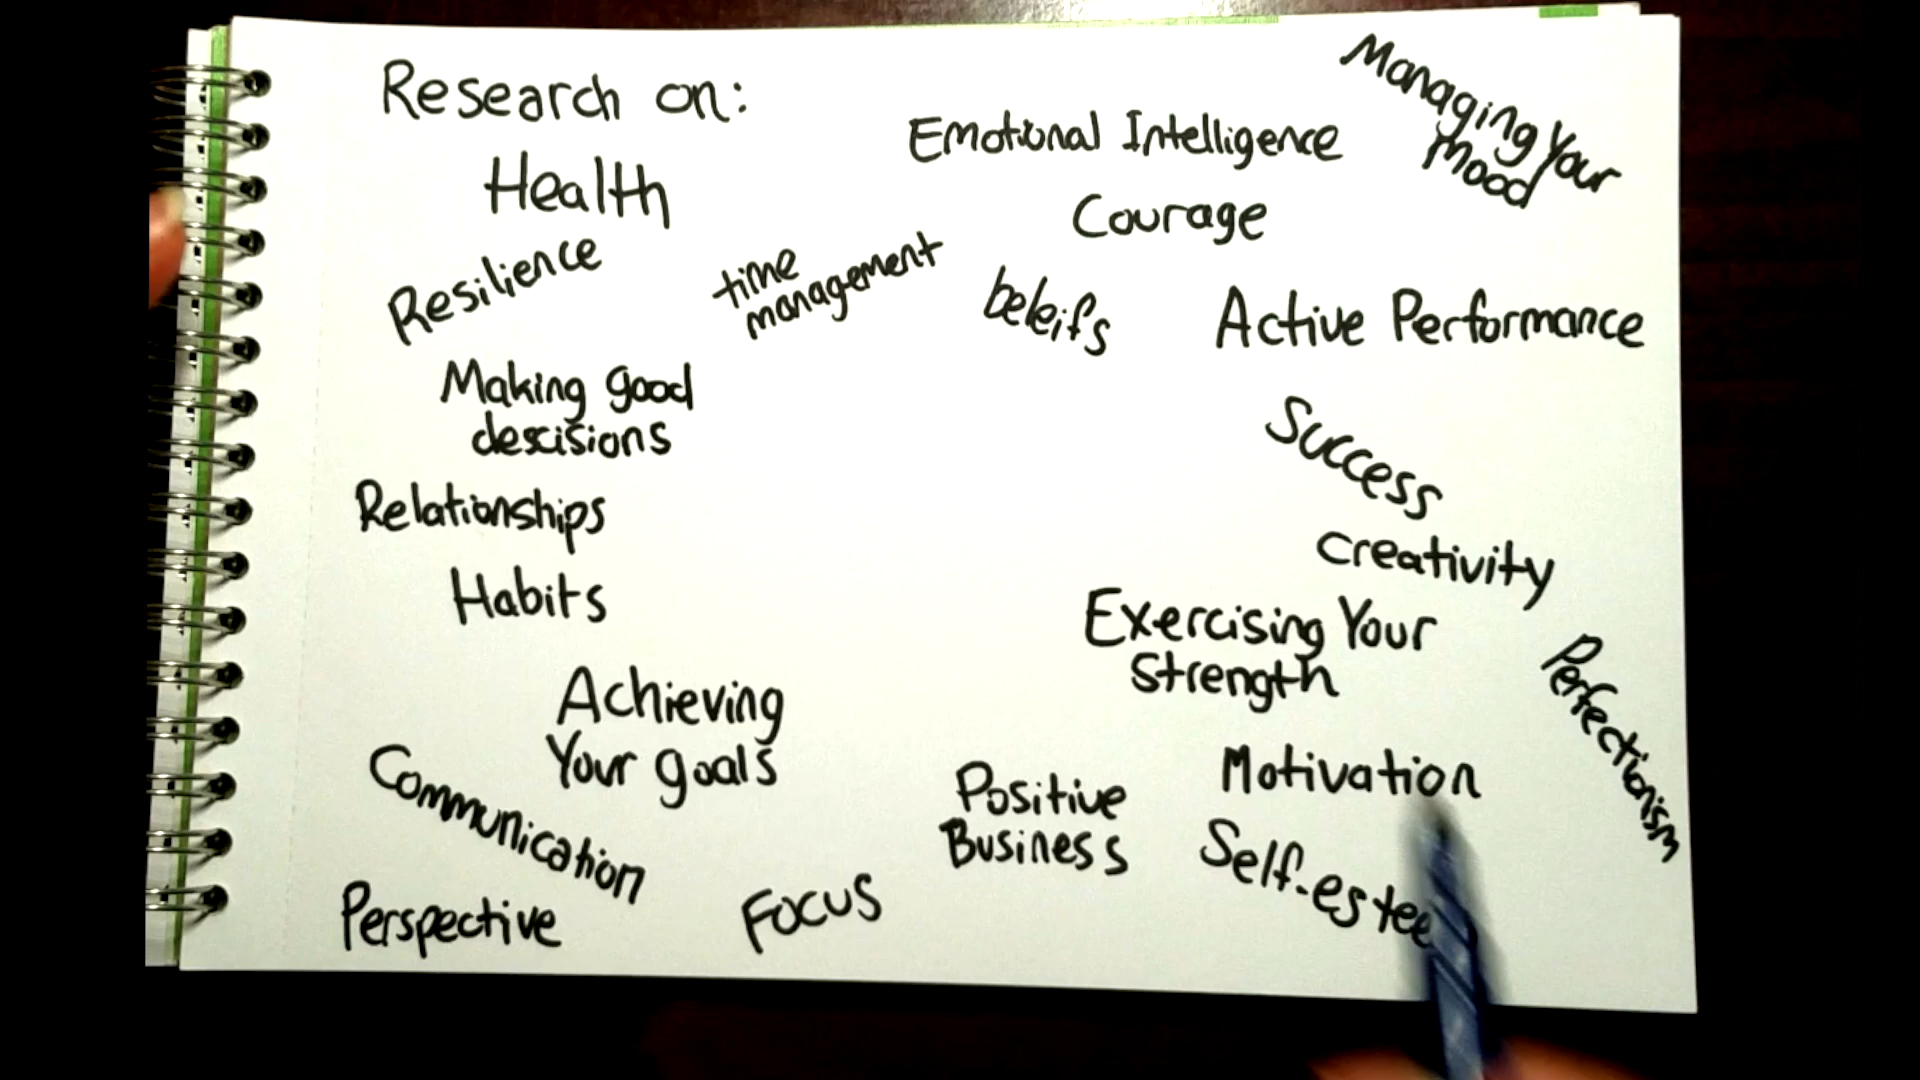 Research on:
Health
Resilience
time
management
Making good
descisions
Relationships
Habits
Achieving
Your goals
Communication
Perspective
Focus
Emotional Intelligence
Managing Your
Mood
Courage
beleifs
Active Performance
Success
creativity
Exercising Your
Strength
Perfectionism
Motivation
Positive
Business
Self-estee